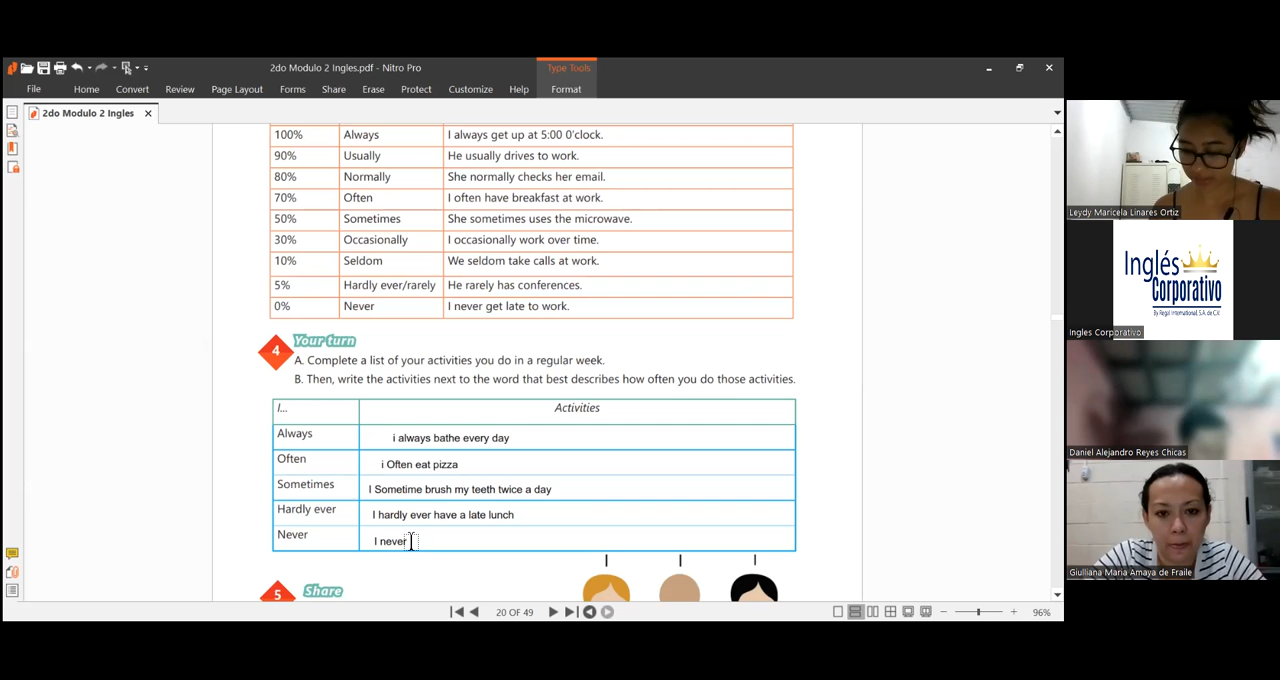 2do Modulo 2 Ingles.pdf - Nitro Pro
Type Tools
File Home Convert Review Page Layout Forms Share Erase Protect Customize Help Format
2do Modulo 2 Ingles
100% Always I always get up at 5:00 0'clock.
90% Usually He usually drives to work.
80% Normally She normally checks her email.
70% Often I often have breakfast at work.
50% Sometimes She sometimes uses the microwave.
30% Occasionally I occasionally work over time.
10% Seldom We seldom take calls at work.
5% Hardly ever/rarely He rarely has conferences.
0% Never I never get late to work.
4 Your turn
A. Complete a list of your activities you do in a regular week.
B. Then, write the activities next to the word that best describes how often you do those activities.
I... Activities
Always i always bathe every day
Often i Often eat pizza
Sometimes I Sometime brush my teeth twice a day
Hardly ever I hardly ever have a late lunch
Never I never
5 Share
20 OF 49
96%
Leydy Maricela Linares Ortiz
Inglés
Corporativo
By Regal International, S.A. de C.V.
Ingles Corporativo
Daniel Alejandro Reyes Chicas
Giulliana Maria Amaya de Fraile